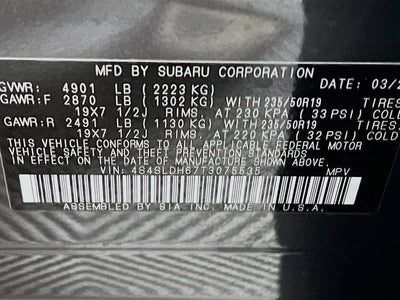 MFD BY SUBARU CORPORATION
GVWR: 4901 LB (2223 KG) DATE: 03/2
GAWR:F 2870 LB (1302 KG) WITH 235/50R19 TIRES
19X7 1/2J RIMS, AT 230 KPA (33 PSI) COLD
GAWR:R 2491 LB (1130 KG) WITH 235/50R19 TIRES
19X7 1/2J RIMS, AT 220 KPA (32 PSI) COLD
THIS VEHICLE CONFORMS TO ALL APPLICABLE FEDERAL MOTOR
VEHICLE SAFETY AND THEFT PREVENTION STANDARDS IN EFFECT
ON THE DATE OF MANUFACTURE SHOWN ABOVE.
VIN: 4S4SLDH67T3075535 MPV
ASSEMBLED BY SIA INC. MADE IN U.S.A.